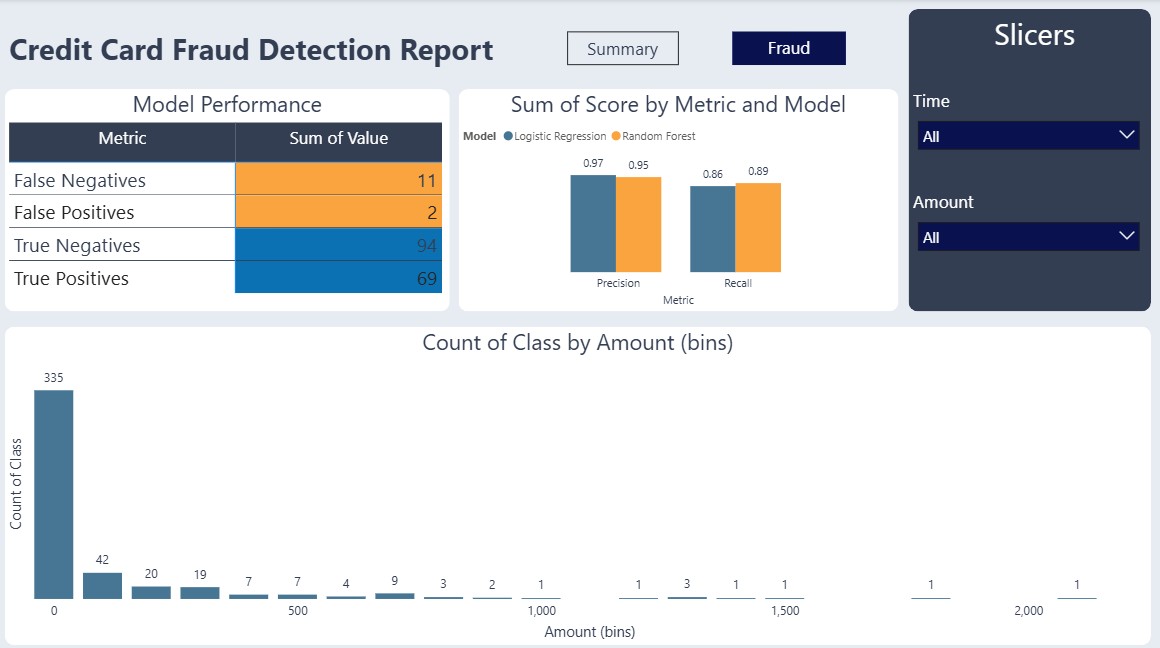 Credit Card Fraud Detection Report
Summary
Fraud
Slicers
Time
All
Amount
All
Model Performance
Metric Sum of Value
False Negatives 11
False Positives 2
True Negatives 94
True Positives 69
Sum of Score by Metric and Model
Model Logistic Regression Random Forest
0.97 0.95 0.86 0.89
Precision Recall
Metric
Count of Class by Amount (bins)
Count of Class
335 42 20 19 7 7 4 9 3 2 1 1 3 1 1 1 1
0 500 1,000 1,500 2,000
Amount (bins)